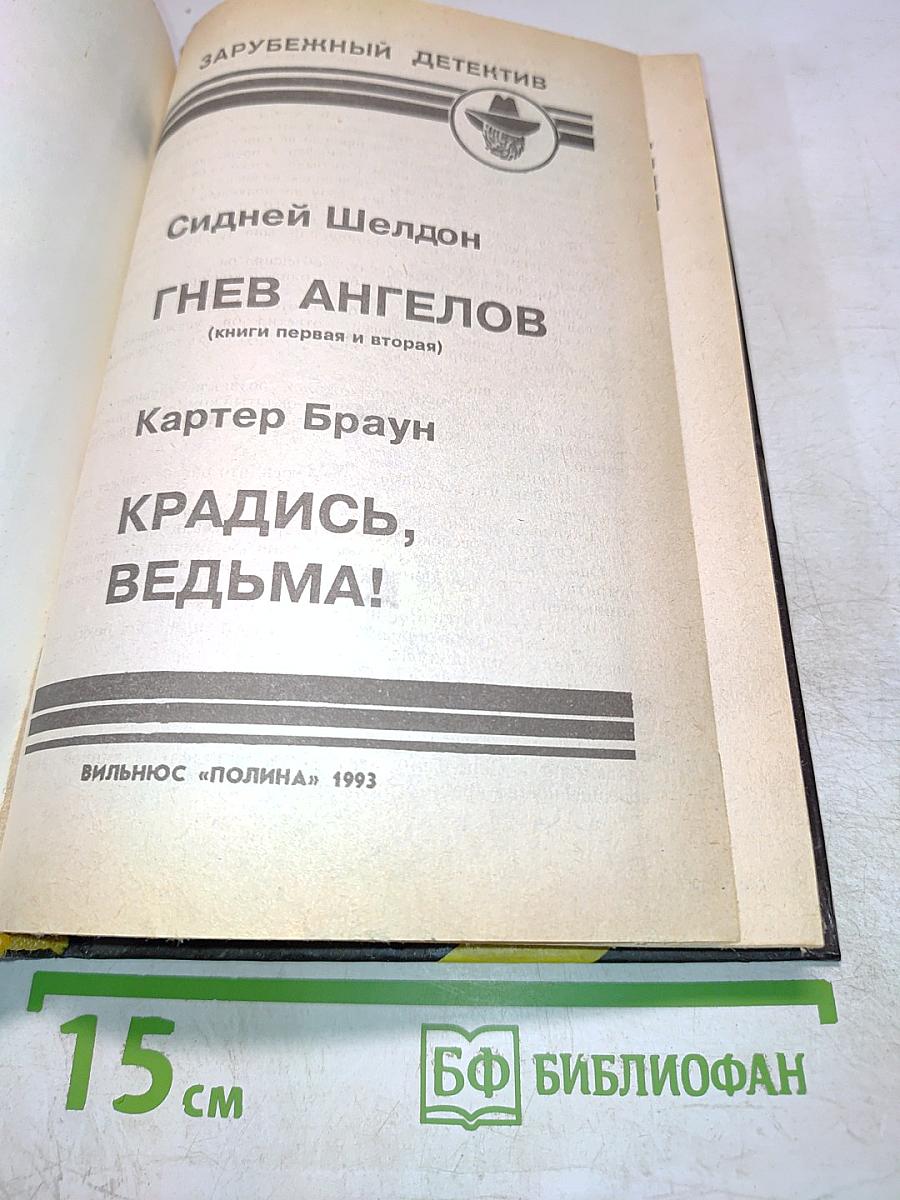 ЗАРУБЕЖНЫЙ ДЕТЕКТИВ
Сидней Шелдон
ГНЕВ АНГЕЛОВ
(книги первая и вторая)
Картер Браун
КРАДИСЬ,
ВЕДЬМА!
ВИЛЬНЮС «ПОЛИНА» 1993
15 см
БФ БИБЛИОФАН